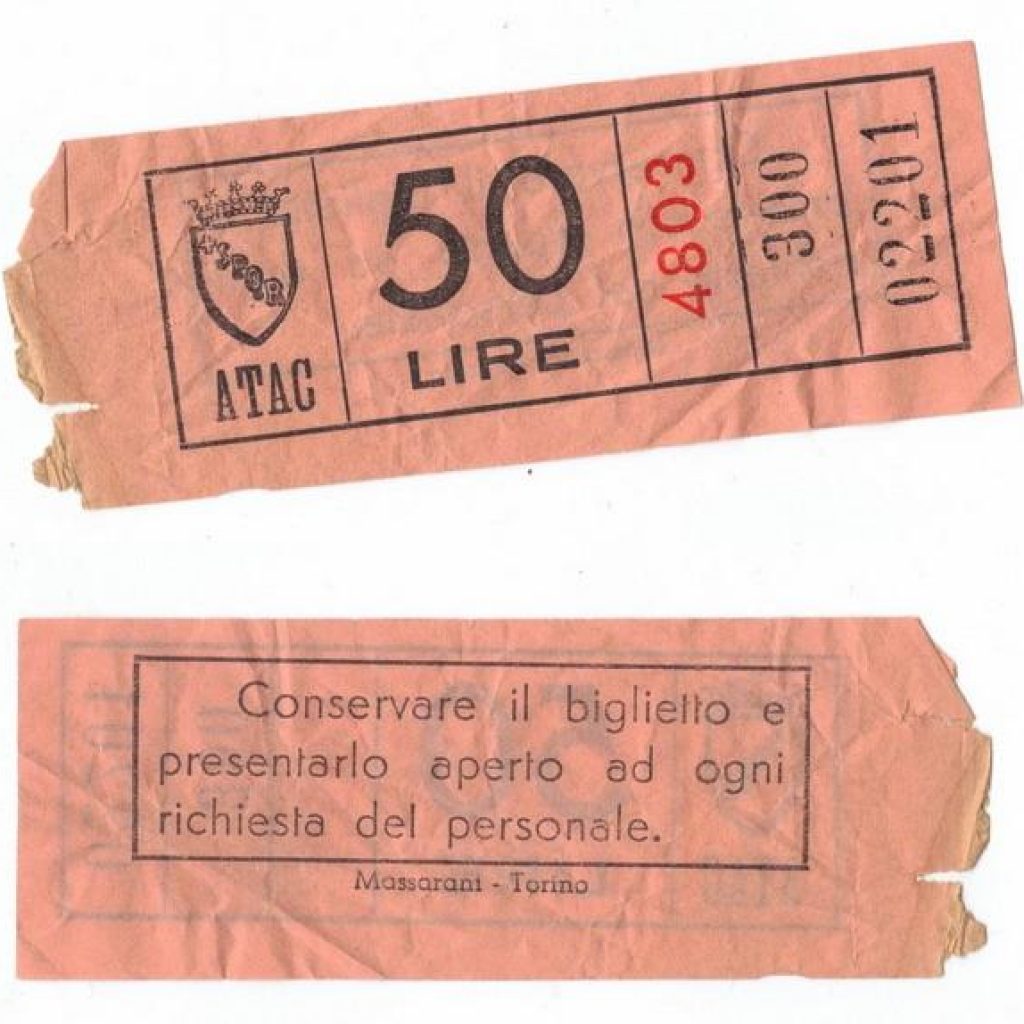 SPQR
ATAC
50
LIRE
4803
300
02201
Conservare il biglietto e
presentarlo aperto ad ogni
richiesta del personale.
Massarani - Torino